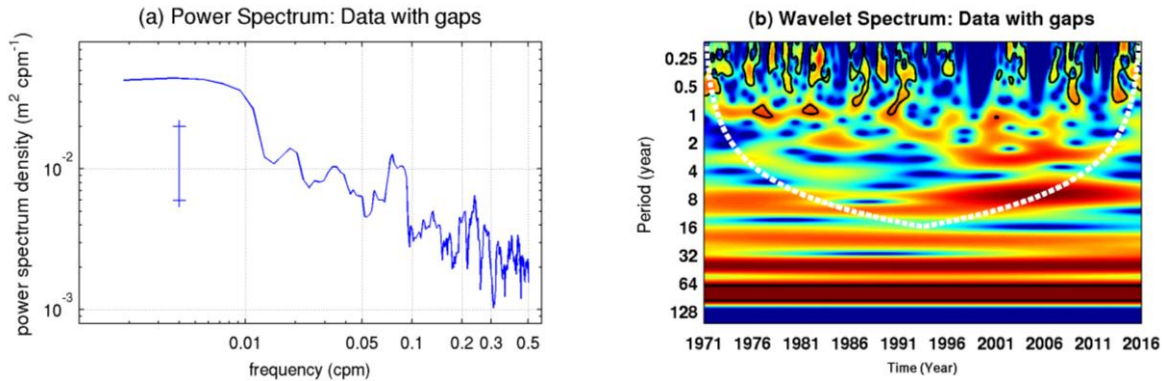 (a) Power Spectrum: Data with gaps
power spectrum density (m² cpm⁻¹)
10⁻²
10⁻³
0.01
0.05
0.1
0.2
0.3
0.5
frequency (cpm)
(b) Wavelet Spectrum: Data with gaps
Period (year)
0.25
0.5
1
2
4
8
16
32
64
128
1971 1976 1981 1986 1991 1996 2001 2006 2011 2016
Time (Year)